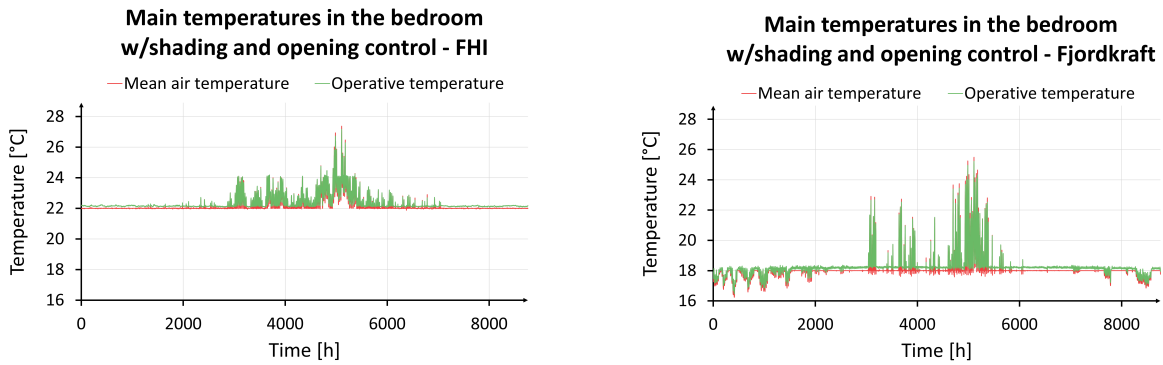 Main temperatures in the bedroom
w/shading and opening control - FHI
Mean air temperature Operative temperature
28
26
24
22
20
18
16
Temperature [°C]
0 2000 4000 6000 8000
Time [h]
Main temperatures in the bedroom
w/shading and opening control - Fjordkraft
Mean air temperature Operative temperature
28
26
24
22
20
18
16
Temperature [°C]
0 2000 4000 6000 8000
Time [h]